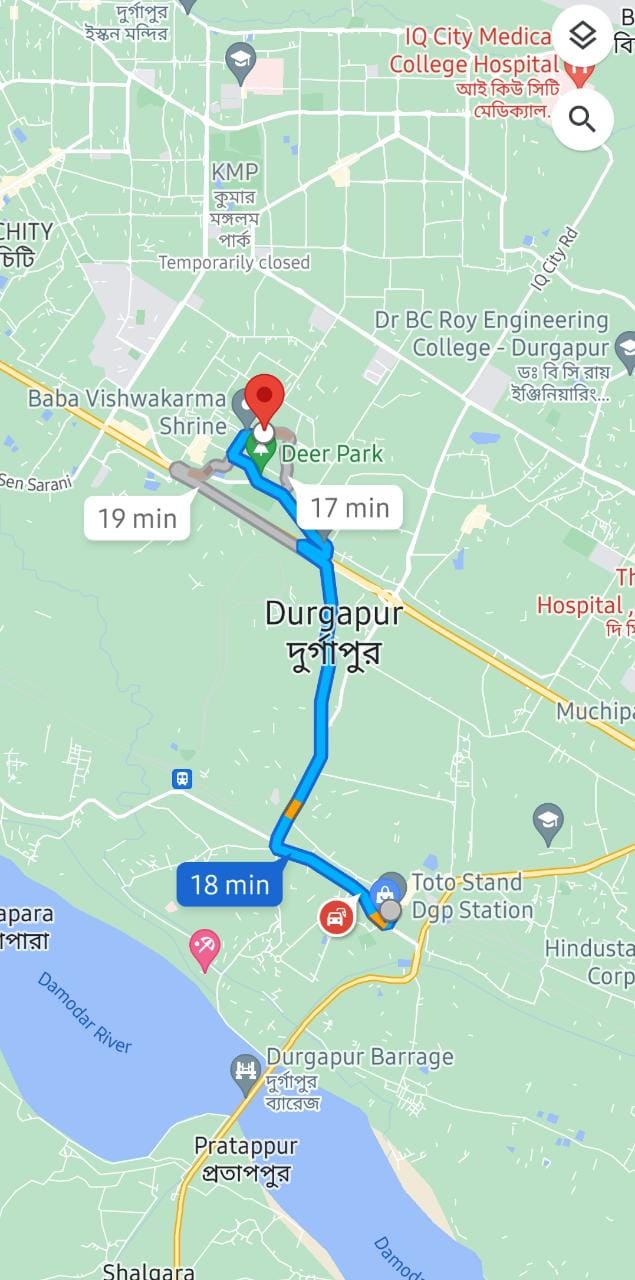 দুর্গাপুর
ইস্কন মন্দির
IQ City Medica
College Hospital
আই কিউ সিটি
মেডিক্যাল.
KMP
কুমার
মঙ্গলম
পার্ক
Temporarily closed
CHITY
চিটি
IQ City Rd
Dr BC Roy Engineering
College - Durgapur
ডঃ বি সি রায়
ইঞ্জিনিয়ারিং...
Baba Vishwakarma
Shrine
Deer Park
Sen Sarani
19 min
17 min
Durgapur
দুর্গাপুর
Th
Hospital ,
দি মি
Muchipa
18 min
Toto Stand
Dgp Station
apara
পারা
Hindusta
Corp
Damodar River
Durgapur Barrage
দুর্গাপুর
ব্যারেজ
Pratappur
প্রতাপপুর
Shalgara
Damod